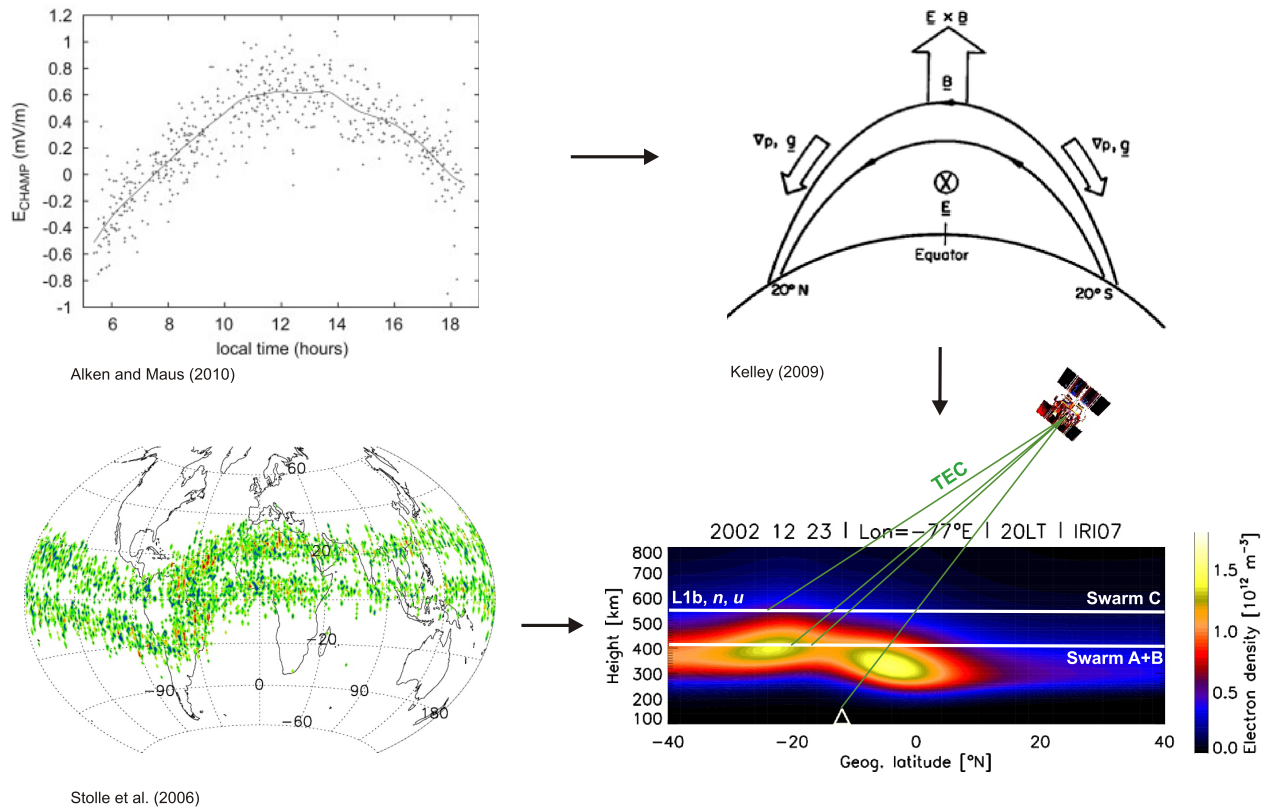 1.2
1
0.8
0.6
0.4
0.2
0
-0.2
-0.4
-0.6
-0.8
-1
E_CHAMP (mV/m)
6 8 10 12 14 16 18
local time (hours)
Alken and Maus (2010)
E × B
B
∇p, g
∇p, g
E
Equator
20° N
20° S
Kelley (2009)
60
20
−20
−90
0
90
180
−60
Stolle et al. (2006)
TEC
2002 12 23 | Lon=−77°E | 20LT | IRI07
800
700
600
500
400
300
200
100
Height [km]
L1b, n, u
Swarm C
Swarm A+B
−40 −20 0 20 40
Geog. latitude [°N]
1.5
1.0
0.5
0.0
Electron density [10¹² m⁻³]